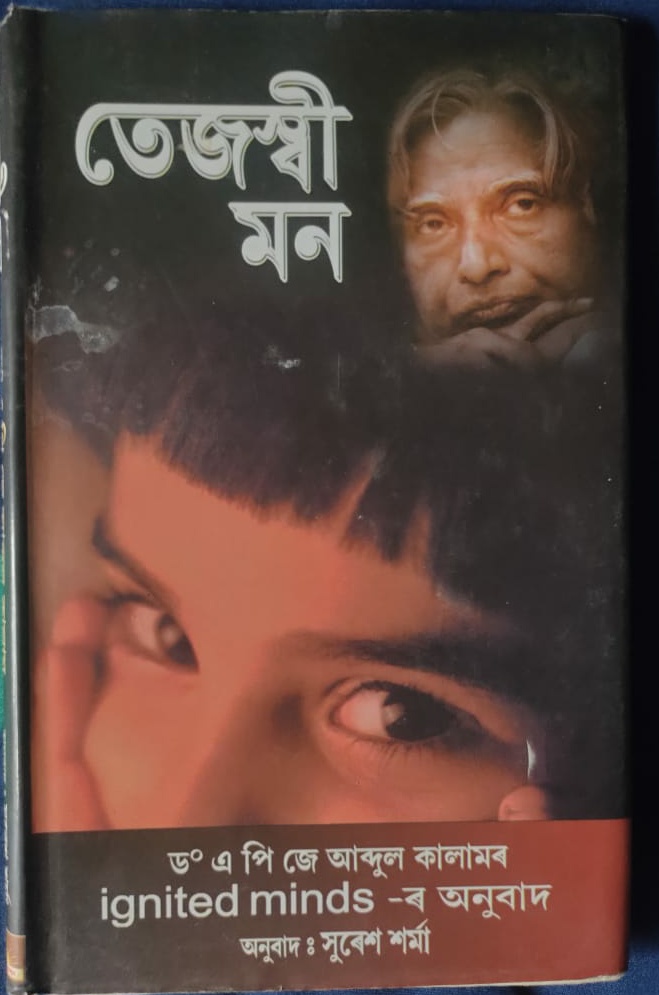 তেজস্বী
মন
ড° এ পি জে আব্দুল কালামৰ
ignited minds -ৰ অনুবাদ
অনুবাদ : সুৰেশ শৰ্মা